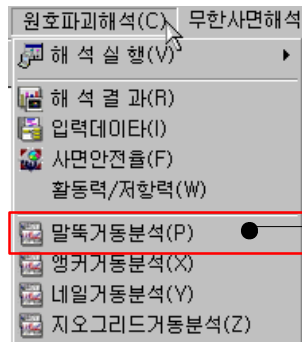 원호파괴해석(C) 무한사면해석
해 석 실 행(V)
해 석 결 과(R)
입력데이타(I)
사면안전율(F)
활동력/저항력(W)
말뚝거동분석(P)
앵커거동분석(X)
네일거동분석(Y)
지오그리드거동분석(Z)